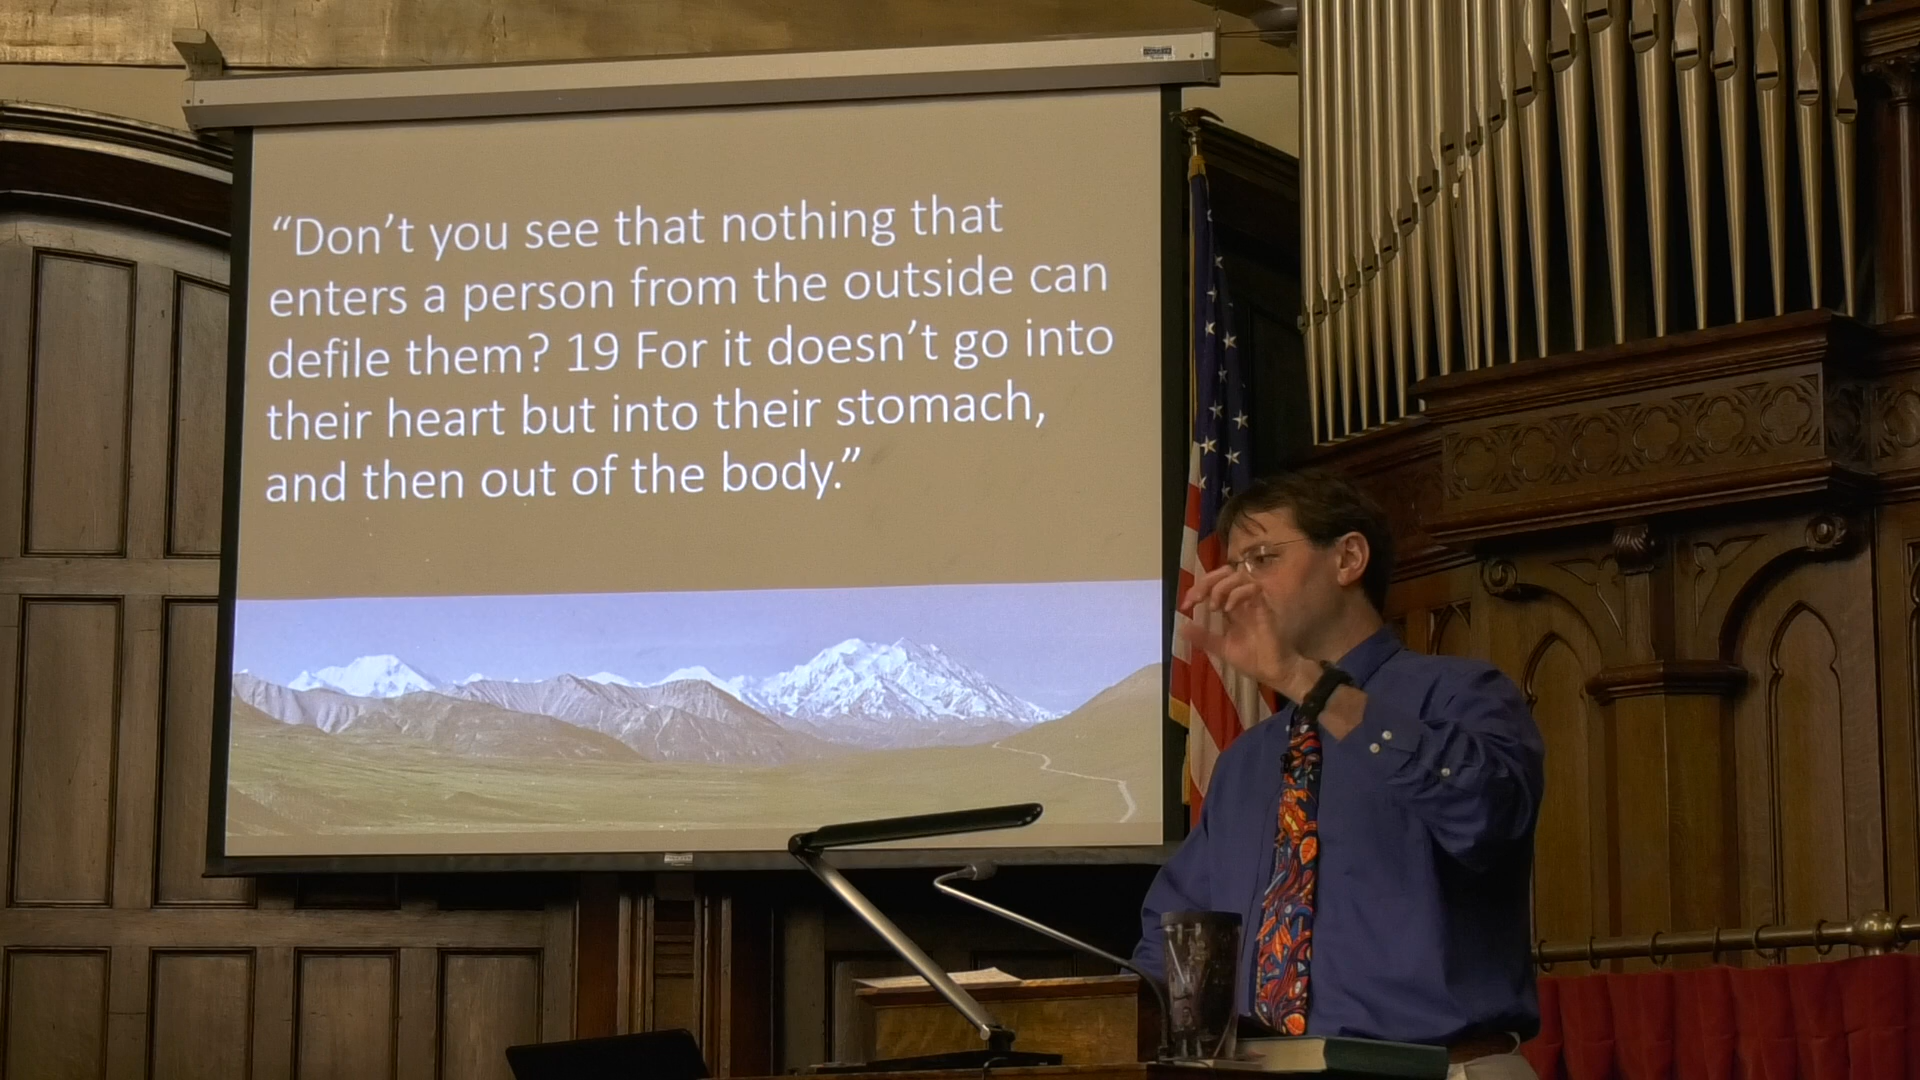 “Don’t you see that nothing that
enters a person from the outside can
defile them? 19 For it doesn’t go into
their heart but into their stomach,
and then out of the body.”